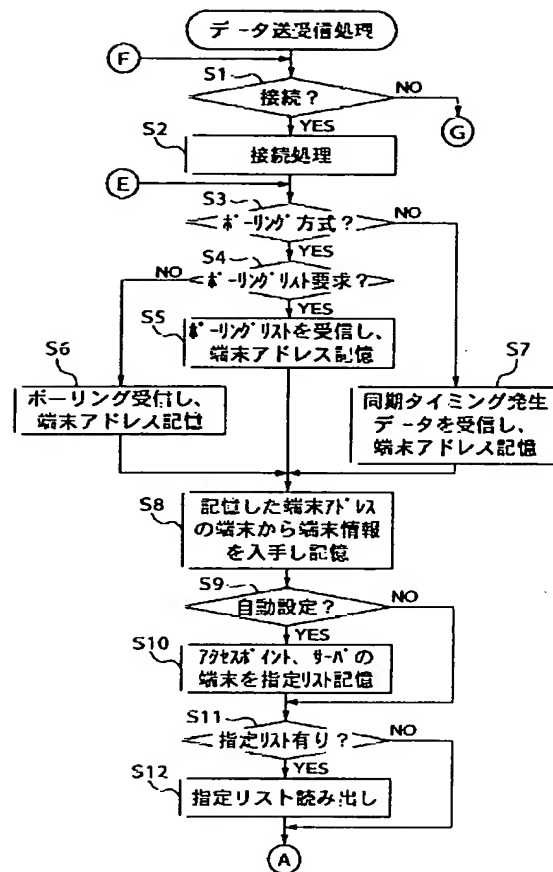 データ送受信処理
F
S1
接続？
NO
YES
G
S2
接続処理
E
S3
ポーリング方式？
NO
YES
S4
NO
ポーリングリスト要求？
YES
S5
ポーリングリストを受信し、
端末アドレス記憶
S6
ポーリング受付し、
端末アドレス記憶
S7
同期タイミング発生
データを受信し、
端末アドレス記憶
S8
記憶した端末アドレス
の端末から端末情報
を入手し記憶
S9
自動設定？
NO
YES
S10
アクセスポイント、サーバの
端末を指定リスト記憶
S11
指定リスト有り？
NO
YES
S12
指定リスト読み出し
A